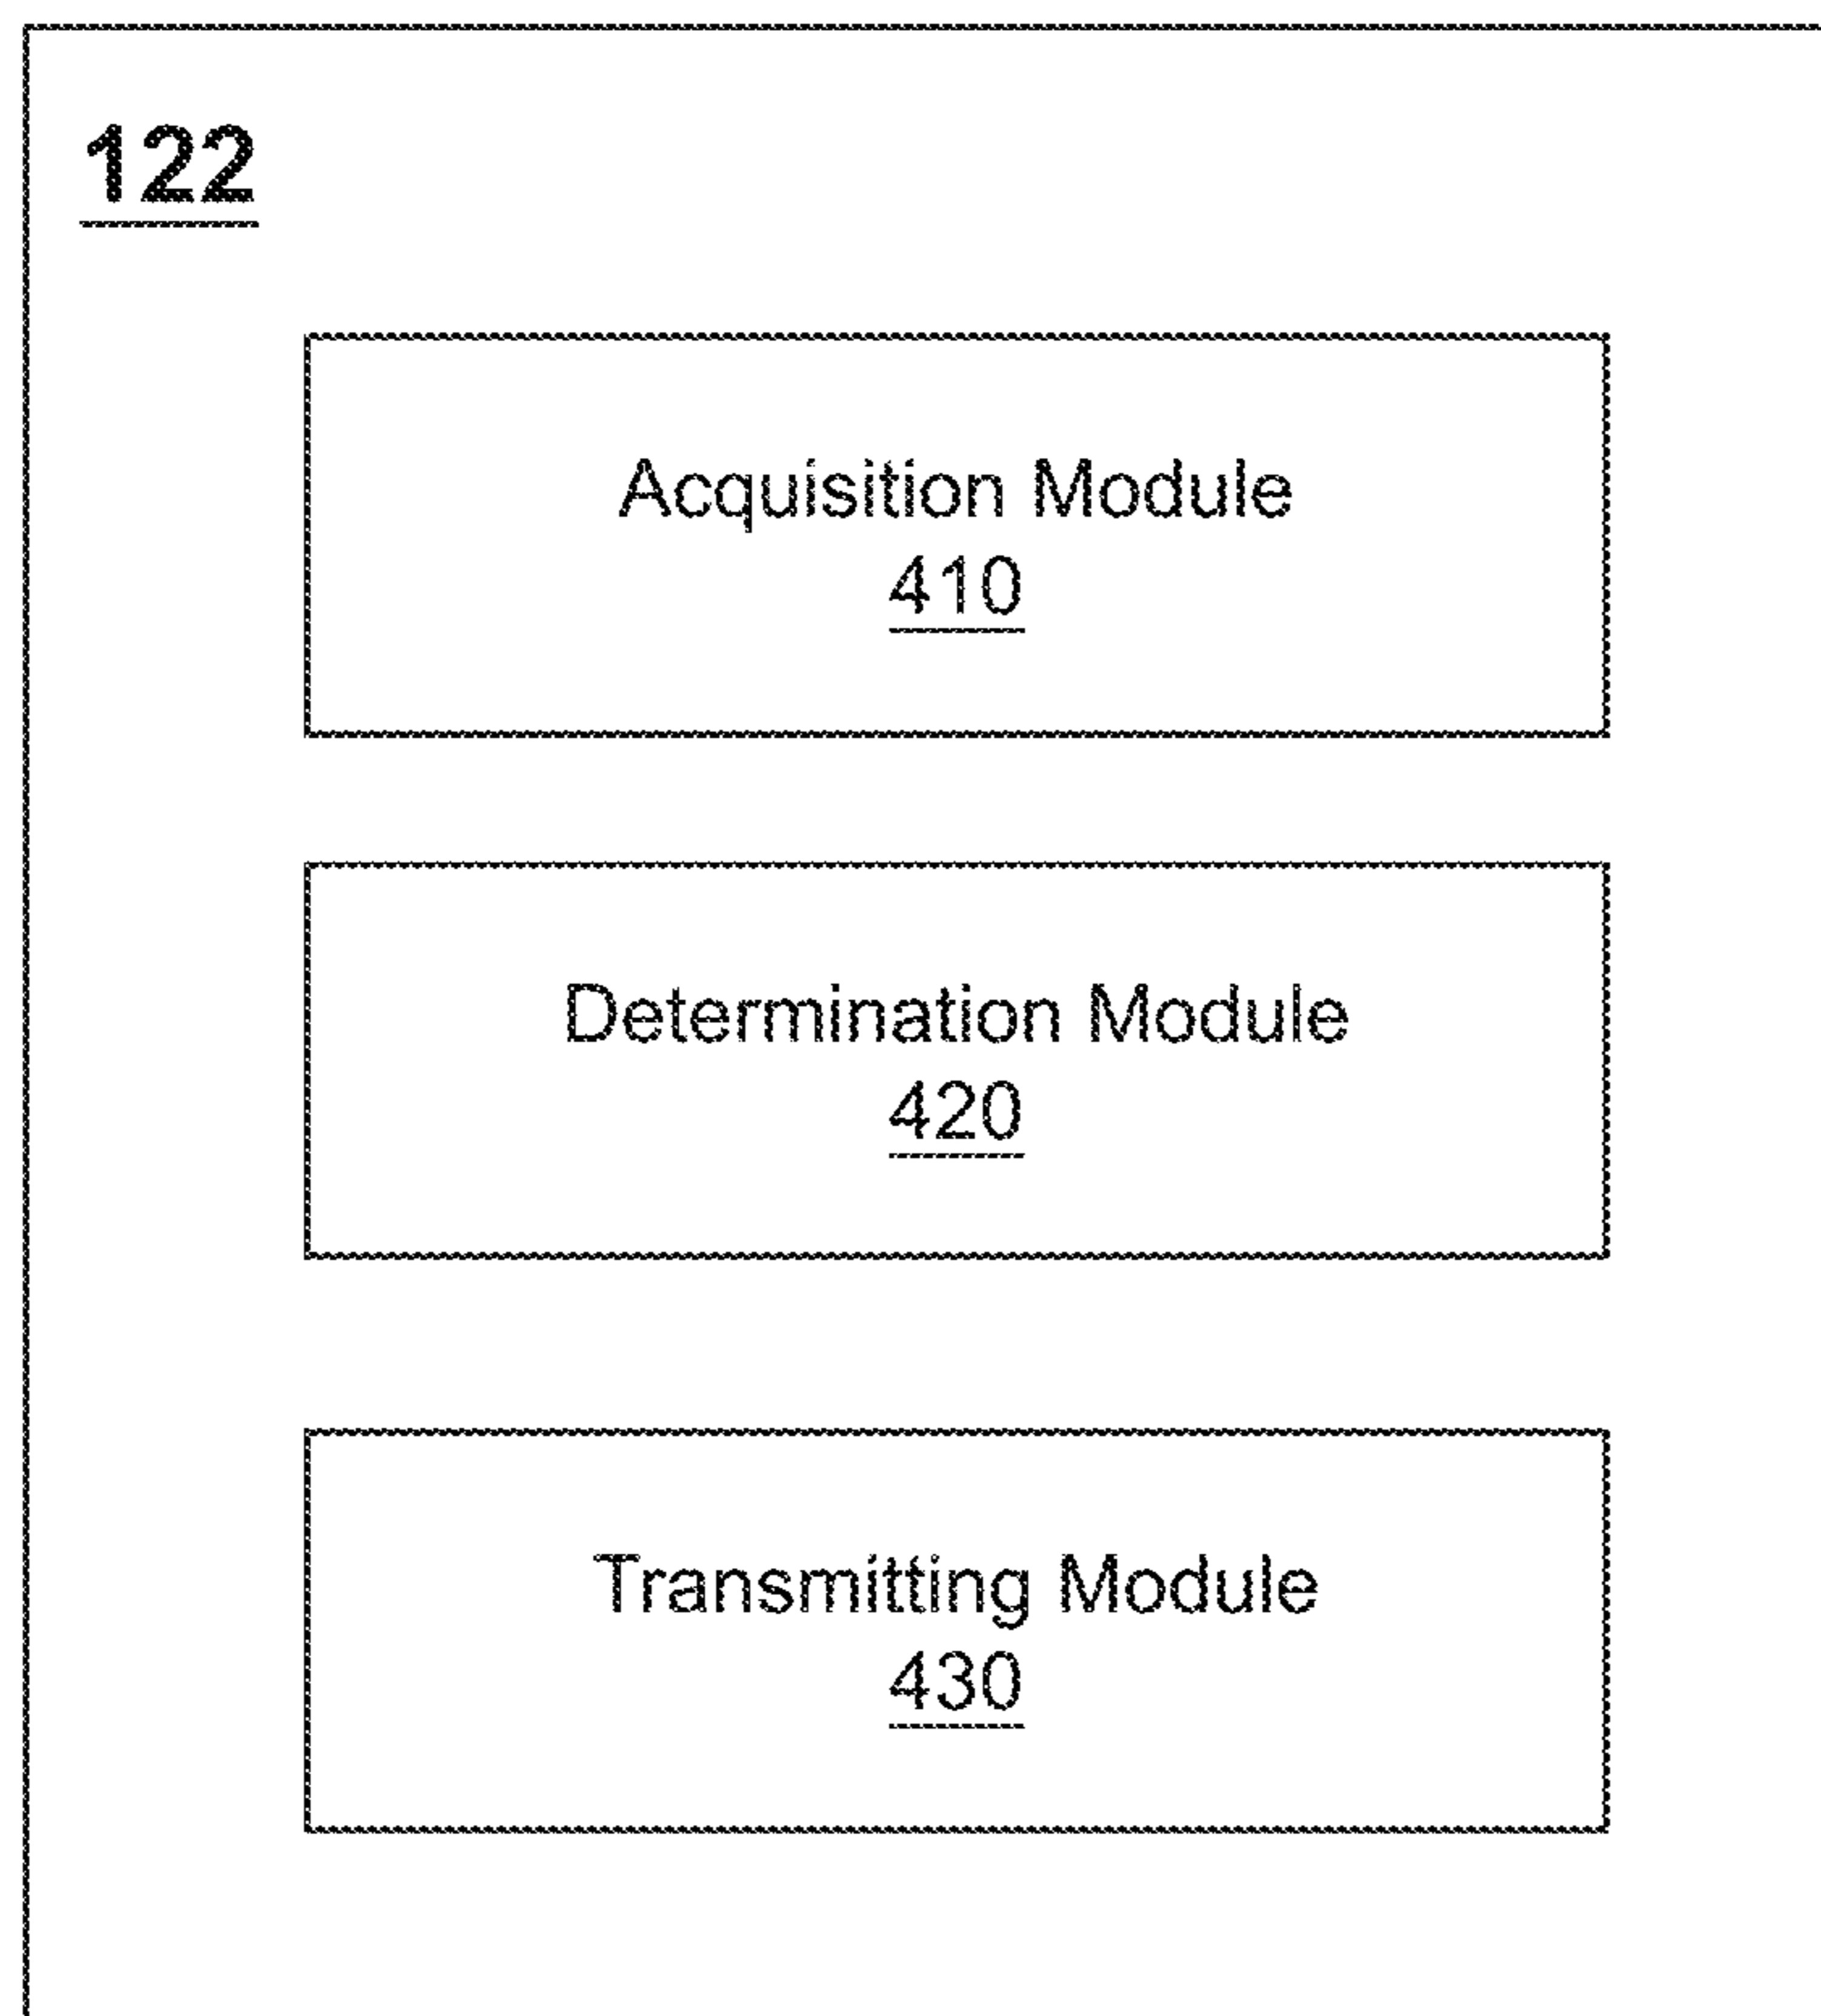 122
Acquisition Module
410
Determination Module
420
Transmitting Module
430